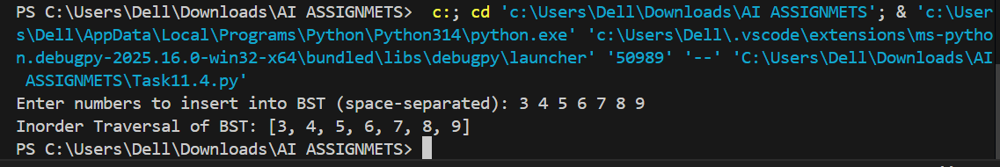 PS C:\Users\Dell\Downloads\AI ASSIGNMETS>  c:; cd 'c:\Users\Dell\Downloads\AI ASSIGNMETS'; & 'c:\User
s\Dell\AppData\Local\Programs\Python\Python314\python.exe' 'c:\Users\Dell\.vscode\extensions\ms-pytho
n.debugpy-2025.16.0-win32-x64\bundled\libs\debugpy\launcher' '50989' '--' 'C:\Users\Dell\Downloads\AI
 ASSIGNMETS\Task11.4.py'
Enter numbers to insert into BST (space-separated): 3 4 5 6 7 8 9
Inorder Traversal of BST: [3, 4, 5, 6, 7, 8, 9]
PS C:\Users\Dell\Downloads\AI ASSIGNMETS>